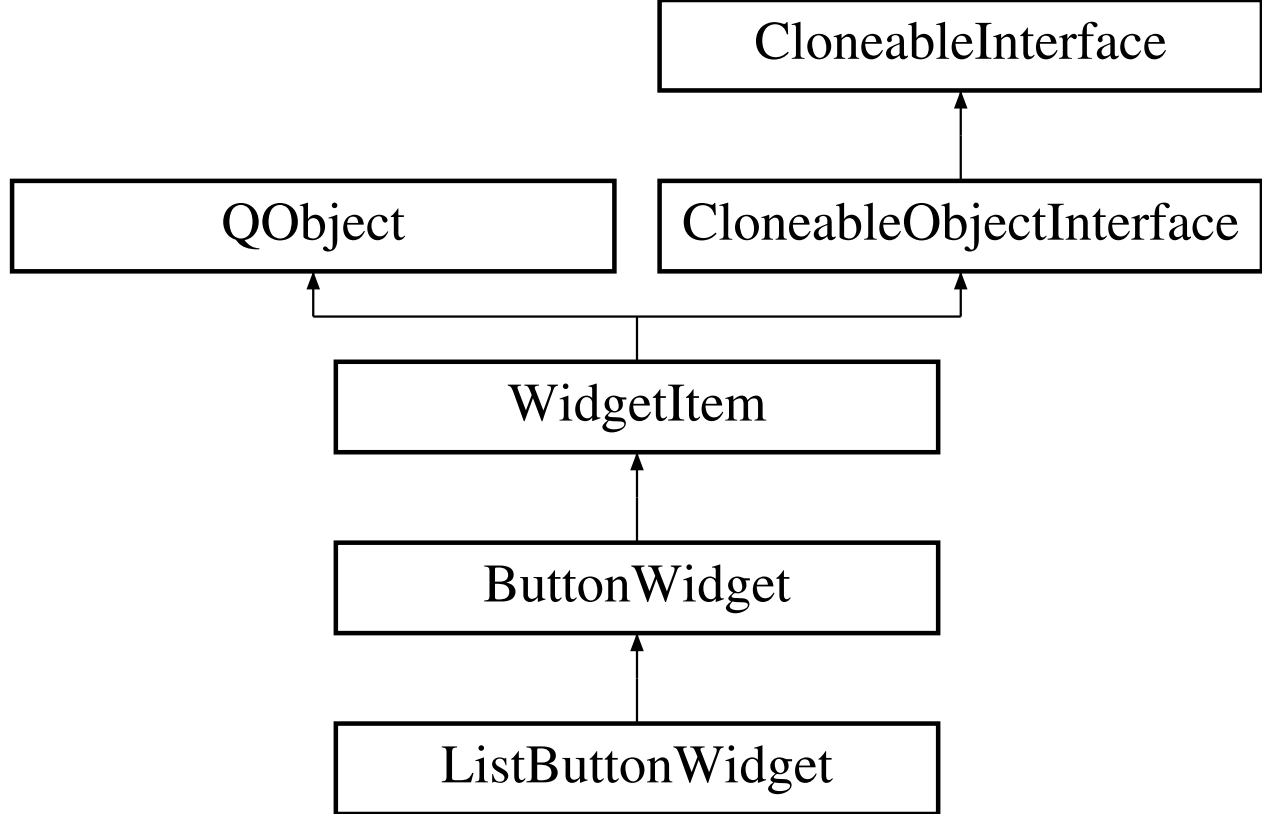 CloneableInterface
QObject
CloneableObjectInterface
WidgetItem
ButtonWidget
ListButtonWidget